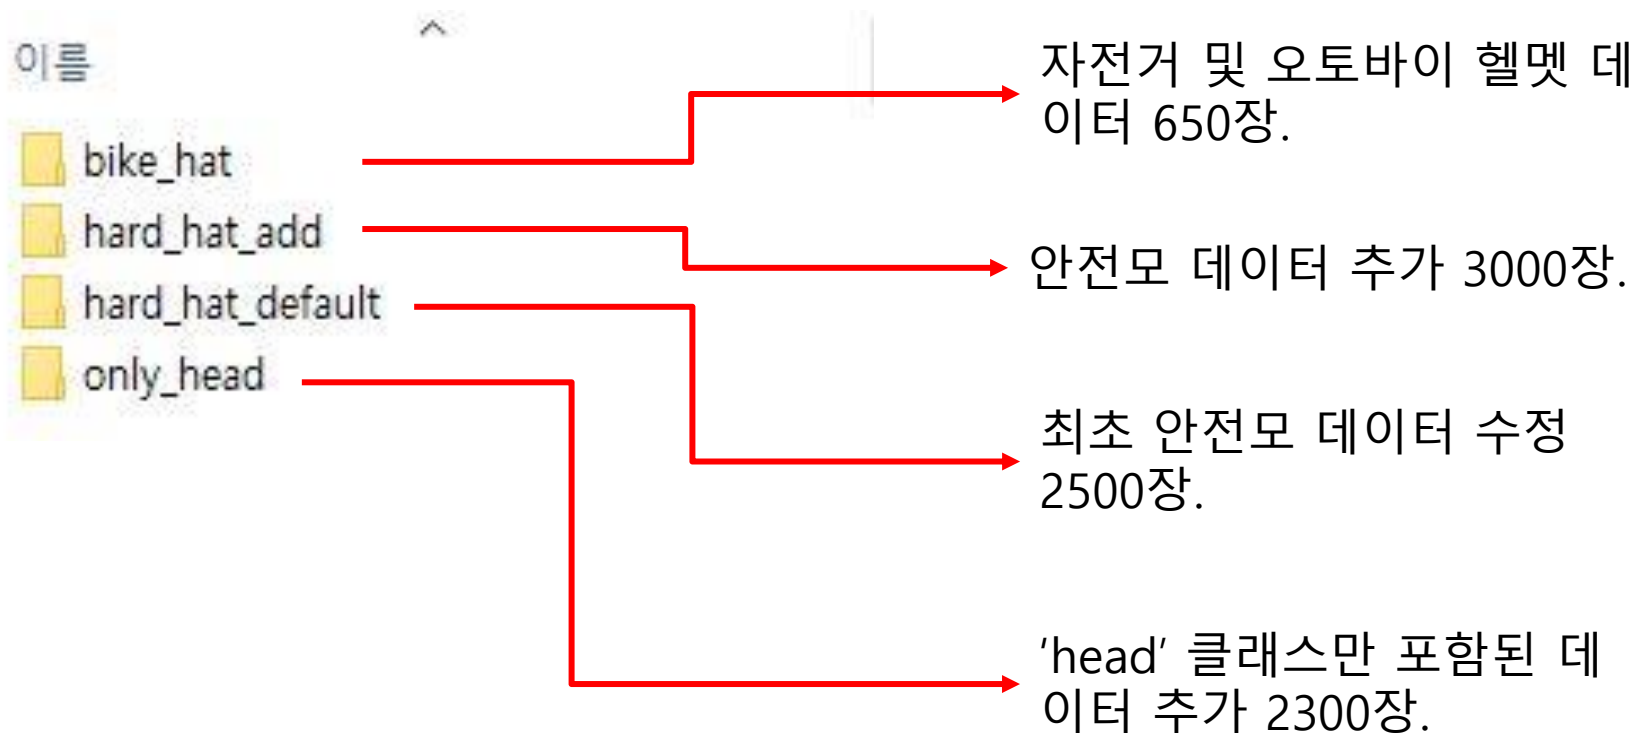 이름
bike_hat
hard_hat_add
hard_hat_default
only_head
자전거 및 오토바이 헬멧 데
이터 650장.
안전모 데이터 추가 3000장.
최초 안전모 데이터 수정
2500장.
‘head’ 클래스만 포함된 데
이터 추가 2300장.